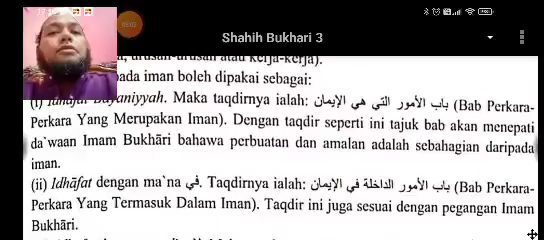 Shahih Bukhari 3
urusan-urusan atau kerja-kerja).
pada iman boleh dipakai sebagai:
(i) Idhāfat Bayaniyyah. Maka taqdirnya ialah: باب الأمور التي هي الإيمان (Bab Perkara-
Perkara Yang Merupakan Iman). Dengan taqdir seperti ini tajuk bab akan menepati
da`waan Imam Bukhāri bahawa perbuatan dan amalan adalah sebahagian daripada
iman.
(ii) Idhāfat dengan ma`na في. Taqdirnya ialah: باب الأمور الداخلة في الإيمان (Bab Perkara-
Perkara Yang Termasuk Dalam Iman). Taqdir ini juga sesuai dengan pegangan Imam
Bukhāri.